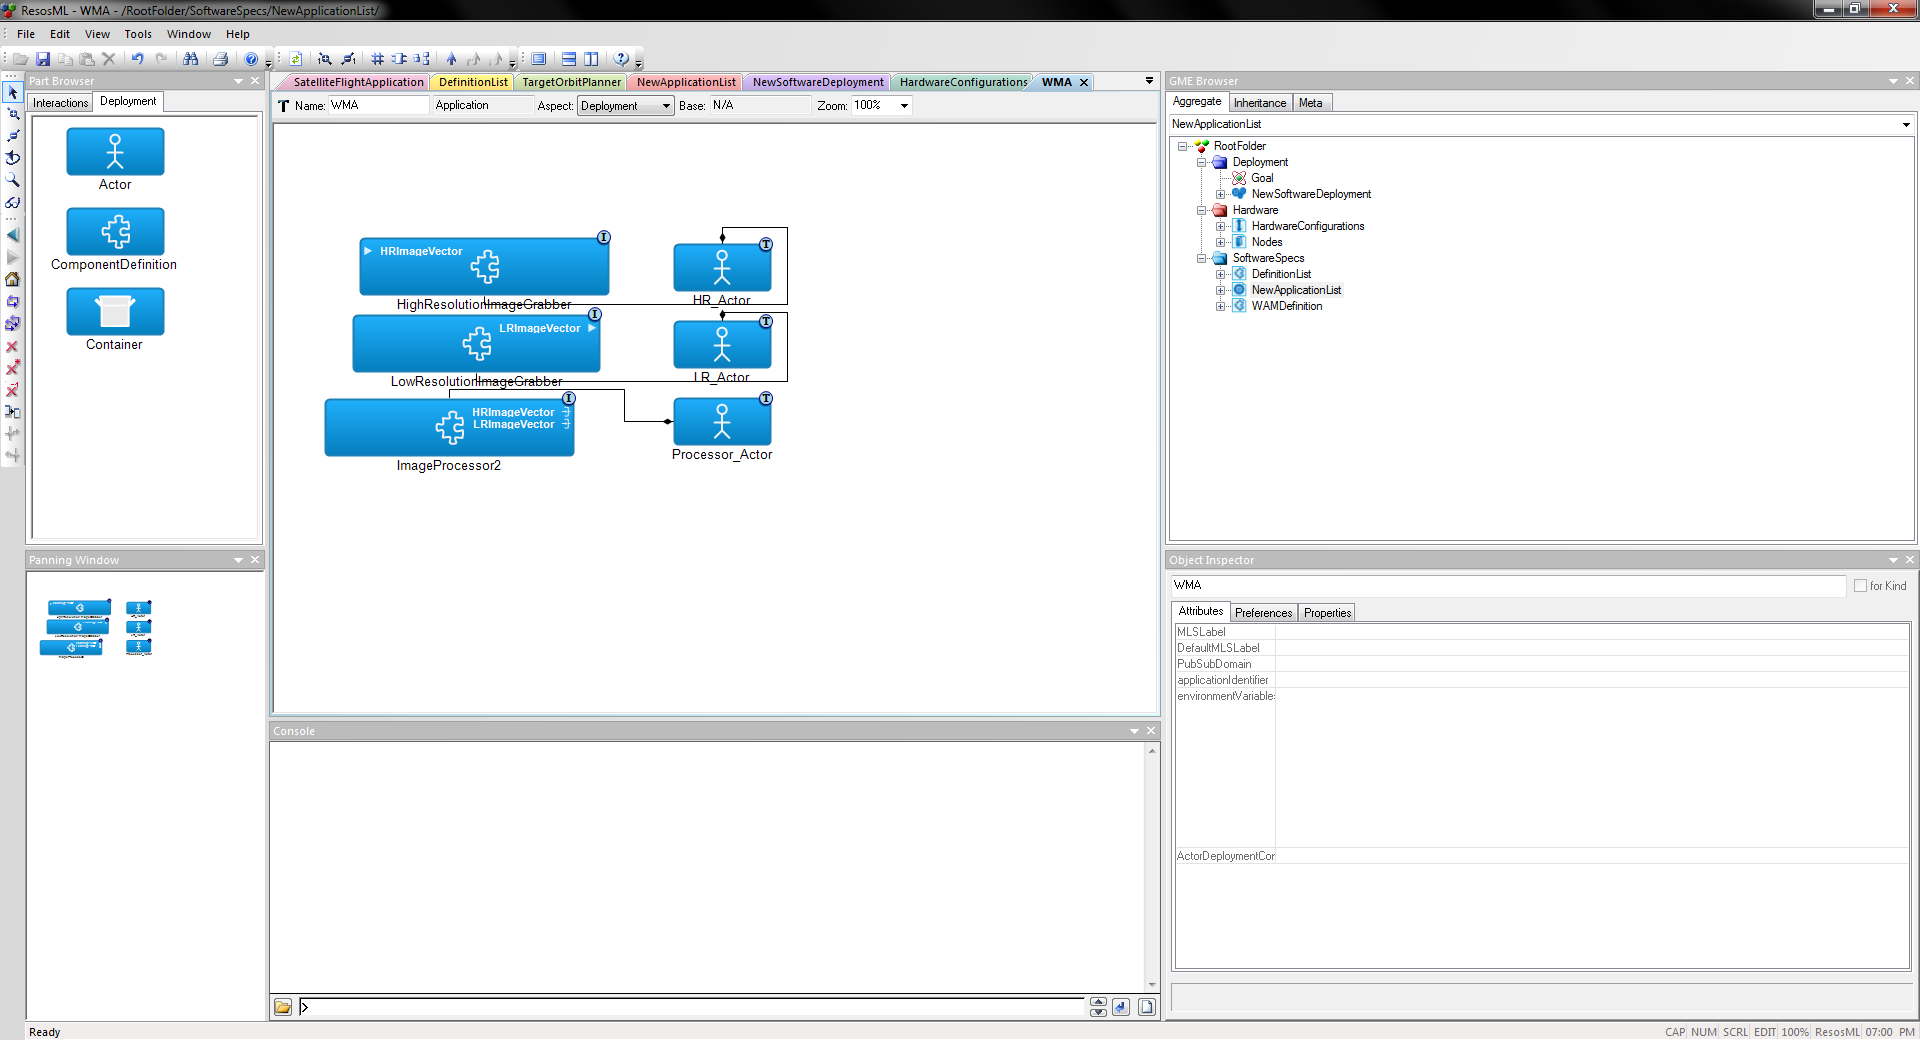 ResosML - WMA - /RootFolder/SoftwareSpecs/NewApplicationList/
File Edit View Tools Window Help
Part Browser
Interactions Deployment
Actor
ComponentDefinition
Container
Panning Window
SatelliteFlightApplication DefinitionList TargetOrbitPlanner NewApplicationList NewSoftwareDeployment HardwareConfigurations WMA
T Name: WMA Application Aspect: Deployment Base: N/A Zoom: 100%
HRImageVector
I
HighResolutionImageGrabber
T
HR_Actor
LRImageVector
I
LowResolutionImageGrabber
T
LR_Actor
HRImageVector
LRImageVector
I
ImageProcessor2
T
Processor_Actor
Console
>
GME Browser
Aggregate Inheritance Meta
NewApplicationList
RootFolder
Deployment
Goal
NewSoftwareDeployment
Hardware
HardwareConfigurations
Nodes
SoftwareSpecs
DefinitionList
NewApplicationList
WAMDefinition
Object Inspector
WMA
for Kind
Attributes Preferences Properties
MLSLabel
DefaultMLSLabel
PubSubDomain
applicationIdentifier
environmentVariable
ActorDeploymentCor
Ready
CAP NUM SCRL EDIT 100% ResosML 07:00 PM